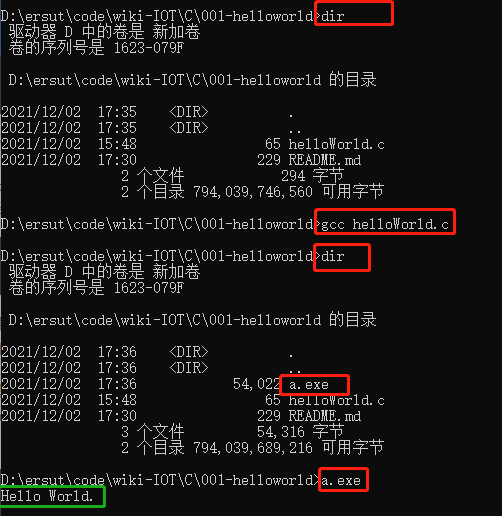 D:\ersut\code\wiki-IOT\C\001-helloworld>dir
驱动器 D 中的卷是 新加卷
卷的序列号是 1623-079F
D:\ersut\code\wiki-IOT\C\001-helloworld 的目录
2021/12/02  17:35    <DIR>          .
2021/12/02  17:35    <DIR>          ..
2021/12/02  15:48                65 helloWorld.c
2021/12/02  17:30               229 README.md
2 个文件            294 字节
2 个目录 794,039,746,560 可用字节
D:\ersut\code\wiki-IOT\C\001-helloworld>gcc helloWorld.c
D:\ersut\code\wiki-IOT\C\001-helloworld>dir
驱动器 D 中的卷是 新加卷
卷的序列号是 1623-079F
D:\ersut\code\wiki-IOT\C\001-helloworld 的目录
2021/12/02  17:36    <DIR>          .
2021/12/02  17:36    <DIR>          ..
2021/12/02  17:36            54,022 a.exe
2021/12/02  15:48                65 helloWorld.c
2021/12/02  17:30               229 README.md
3 个文件         54,316 字节
2 个目录 794,039,689,216 可用字节
D:\ersut\code\wiki-IOT\C\001-helloworld>a.exe
Hello World.